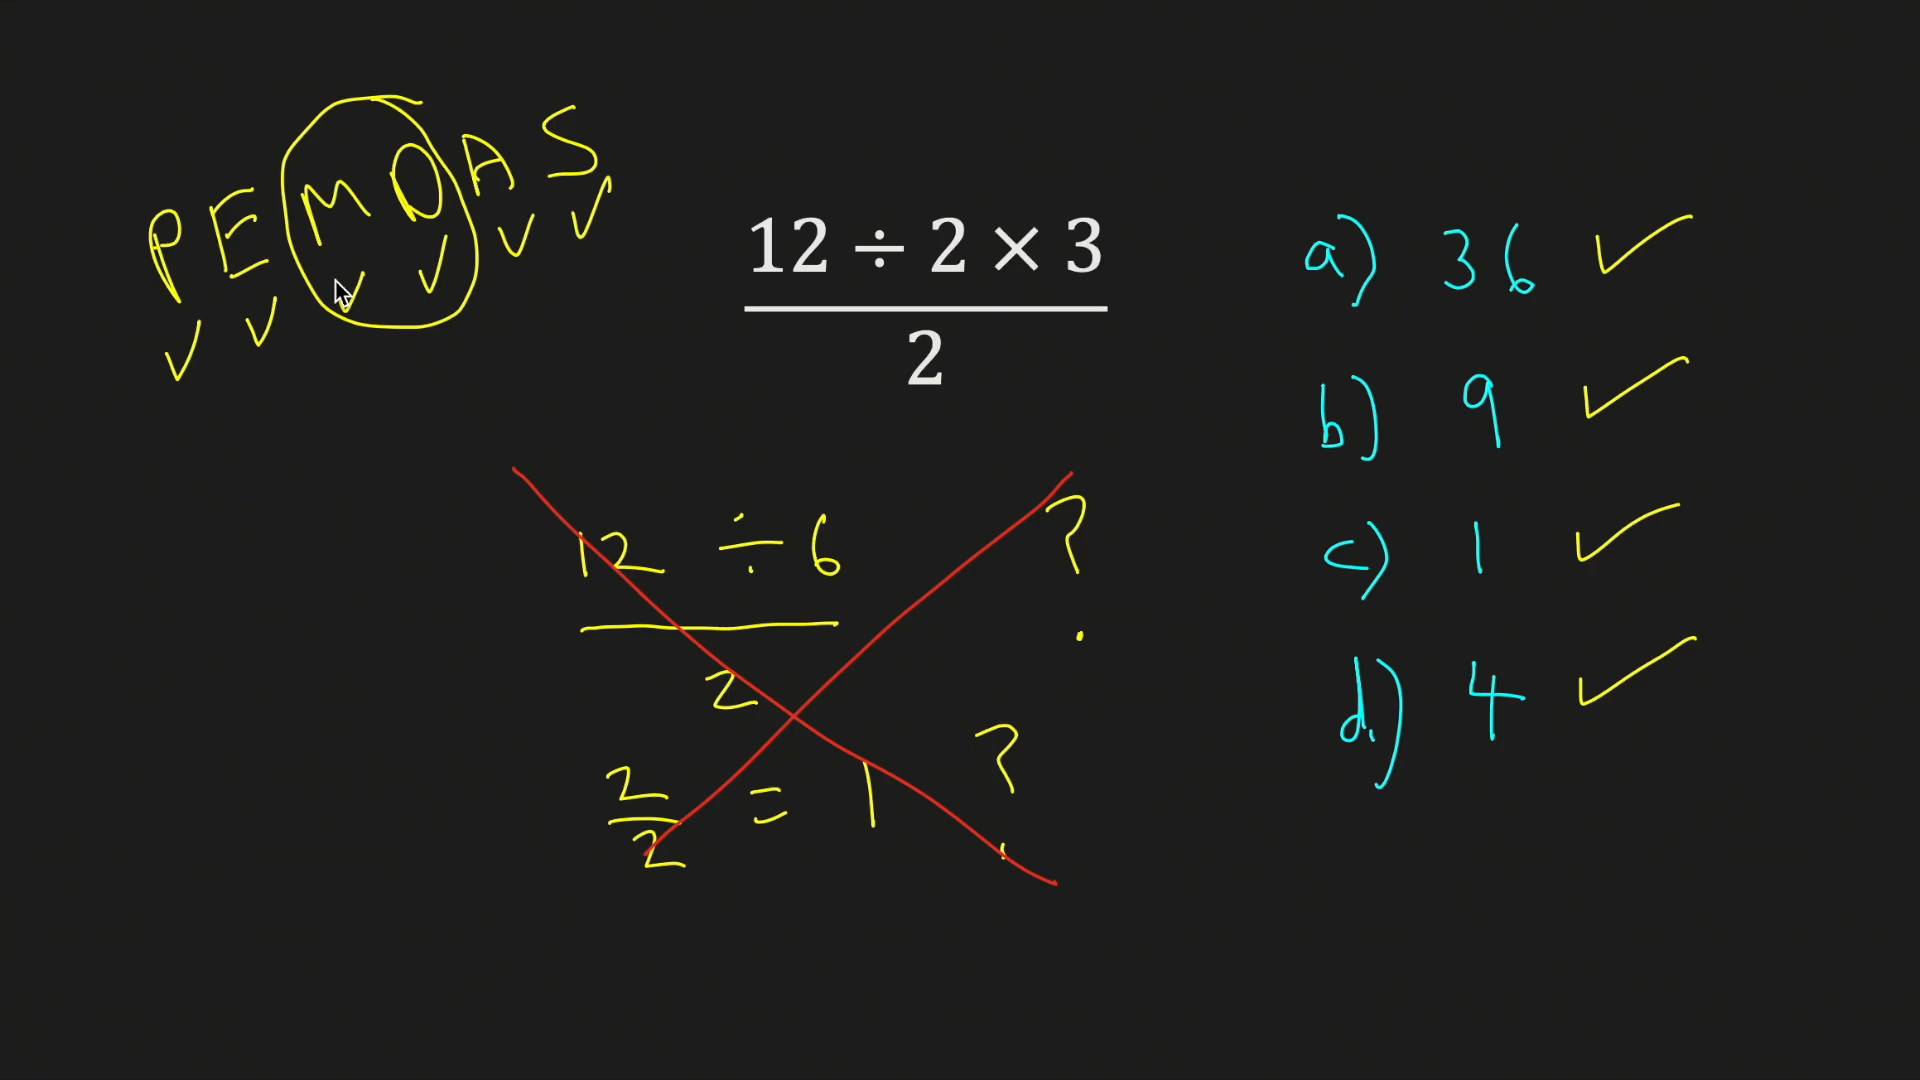 PEMDAS
12 ÷ 2 × 3
2
a) 36 ✓
b) 9 ✓
c) 1 ✓
d) 4 ✓
12 ÷ 6 ?
2
2/2 = 1 ?